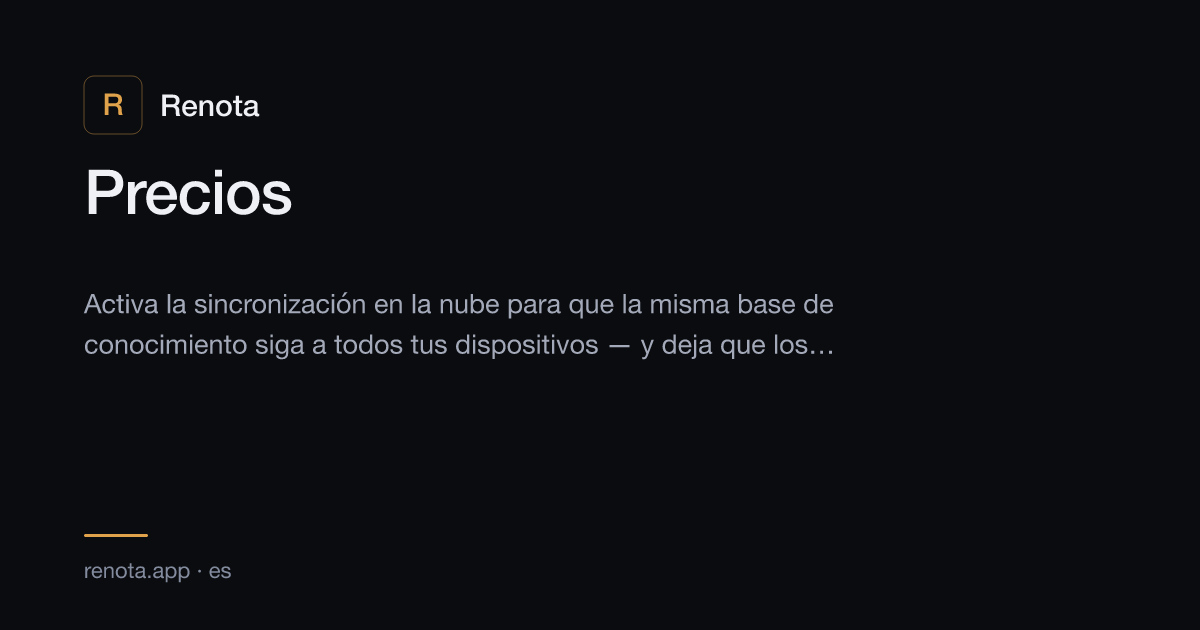 R
Renota
Precios
Activa la sincronización en la nube para que la misma base de
conocimiento siga a todos tus dispositivos — y deja que los…
renota.app · es